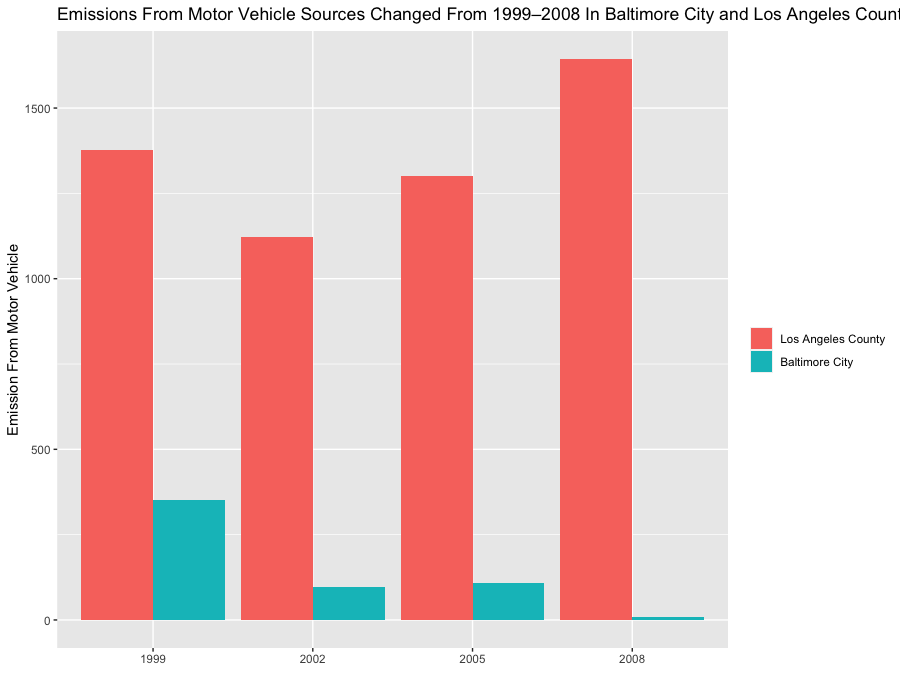 Emissions From Motor Vehicle Sources Changed From 1999–2008 In Baltimore City and Los Angeles Count
Emission From Motor Vehicle
1500
1000
500
0
1999 2002 2005 2008
Los Angeles County
Baltimore City